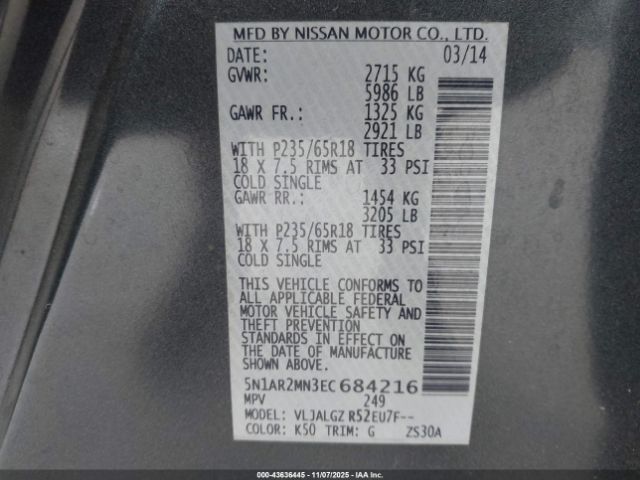 MFD BY NISSAN MOTOR CO., LTD.
DATE: 03/14
GVWR: 2715 KG
5986 LB
GAWR FR.: 1325 KG
2921 LB
WITH P235/65R18 TIRES
18 X 7.5 RIMS AT 33 PSI
COLD SINGLE
GAWR RR.: 1454 KG
3205 LB
WITH P235/65R18 TIRES
18 X 7.5 RIMS AT 33 PSI
COLD SINGLE
THIS VEHICLE CONFORMS TO
ALL APPLICABLE FEDERAL
MOTOR VEHICLE SAFETY AND
THEFT PREVENTION
STANDARDS IN EFFECT ON
THE DATE OF MANUFACTURE
SHOWN ABOVE.
5N1AR2MN3EC684216
MPV 249
MODEL: VLJALGZ R52EU7F--
COLOR: K50 TRIM: G ZS30A
000-43636445 - 11/07/2025 - IAAI.com